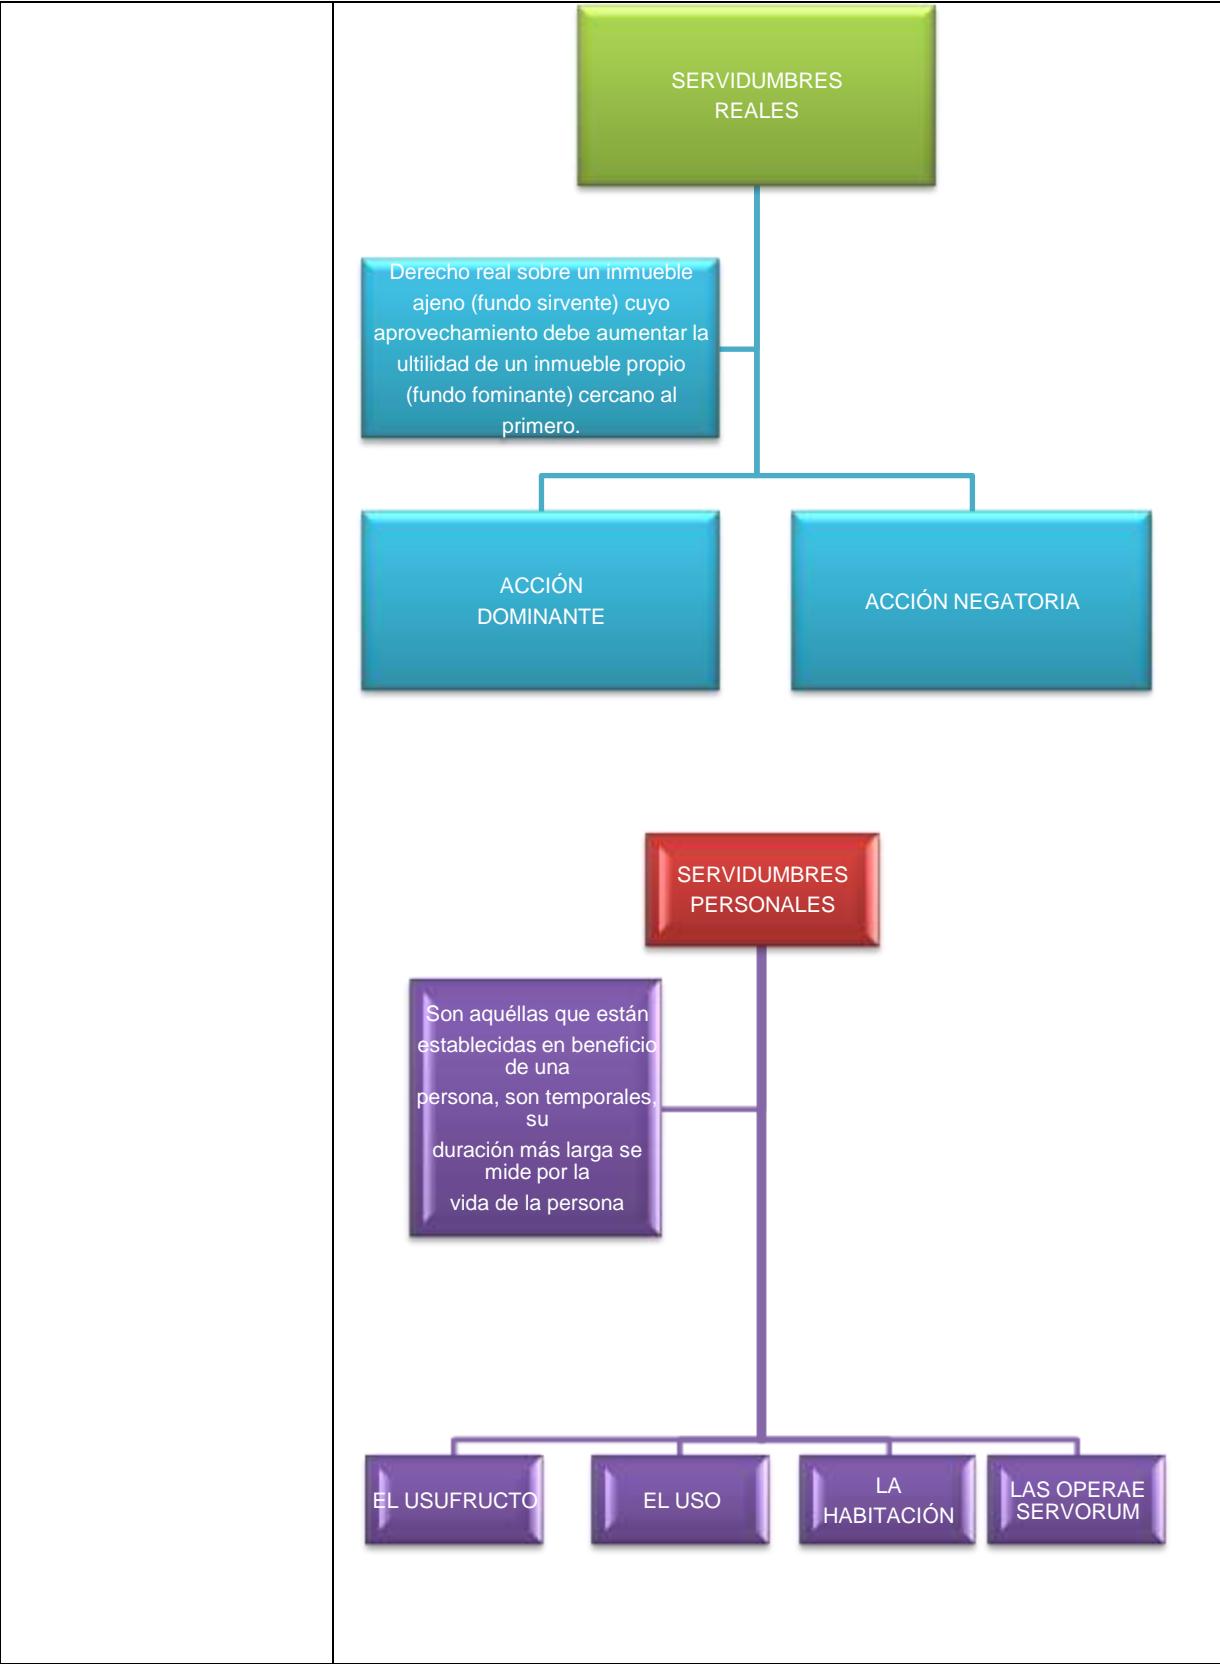 SERVIDUMBRES
REALES
Derecho real sobre un inmueble
ajeno (fundo sirvente) cuyo
aprovechamiento debe aumentar la
ultilidad de un inmueble propio
(fundo fominante) cercano al
primero.
ACCIÓN
DOMINANTE
ACCIÓN NEGATORIA
SERVIDUMBRES
PERSONALES
Son aquéllas que están
establecidas en beneficio
de una
persona, son temporales,
su
duración más larga se
mide por la
vida de la persona
EL USUFRUCTO
EL USO
LA
HABITACIÓN
LAS OPERAE
SERVORUM